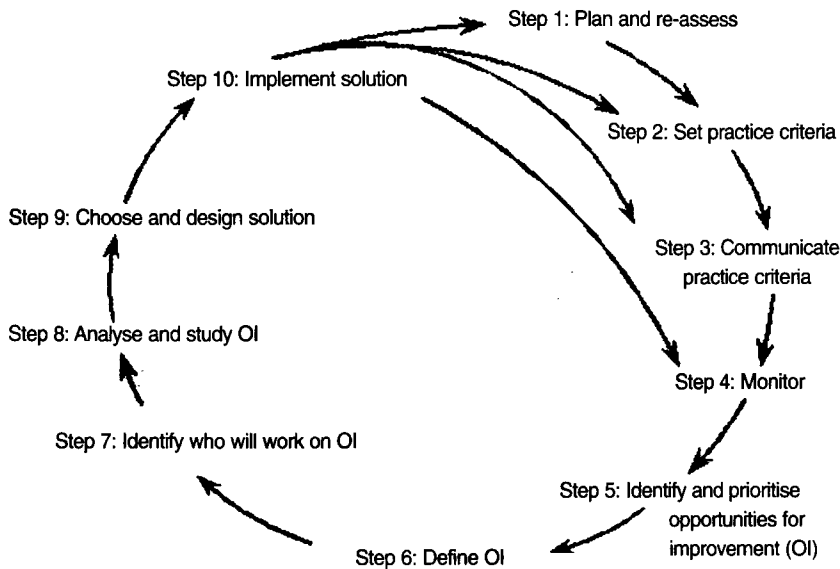 Step 1: Plan and re-assess
Step 10: Implement solution
Step 2: Set practice criteria
Step 9: Choose and design solution
Step 3: Communicate
practice criteria
Step 8: Analyse and study OI
Step 4: Monitor
Step 7: Identify who will work on OI
Step 5: Identify and prioritise
opportunities for
improvement (OI)
Step 6: Define OI